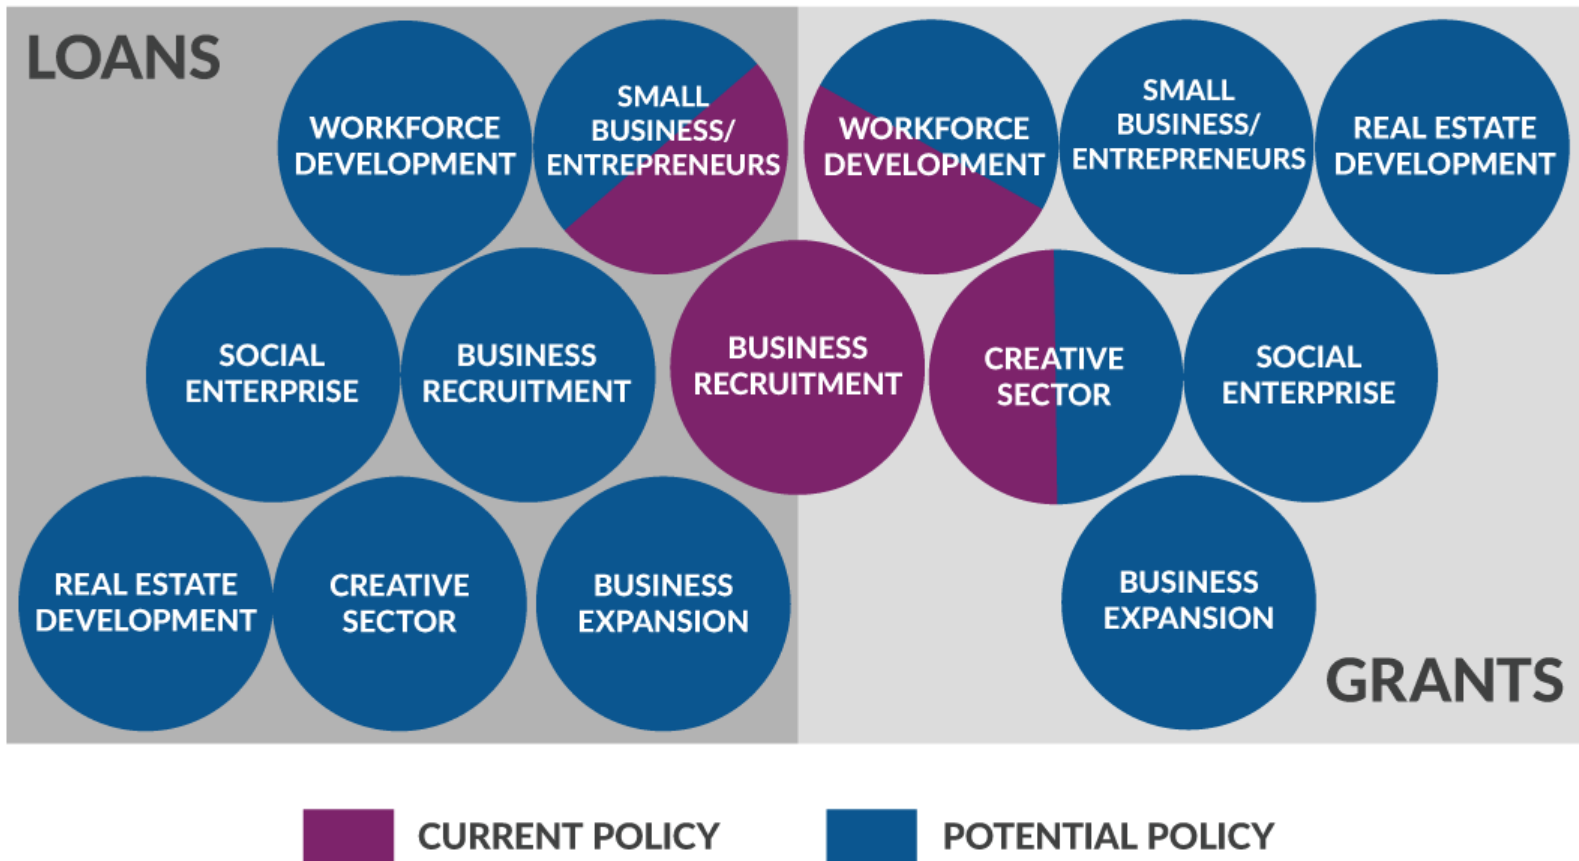 LOANS
WORKFORCE
DEVELOPMENT
SMALL
BUSINESS/
ENTREPRENEURS
WORKFORCE
DEVELOPMENT
SMALL
BUSINESS/
ENTREPRENEURS
REAL ESTATE
DEVELOPMENT
SOCIAL
ENTERPRISE
BUSINESS
RECRUITMENT
BUSINESS
RECRUITMENT
CREATIVE
SECTOR
SOCIAL
ENTERPRISE
REAL ESTATE
DEVELOPMENT
CREATIVE
SECTOR
BUSINESS
EXPANSION
BUSINESS
EXPANSION
GRANTS
CURRENT POLICY
POTENTIAL POLICY